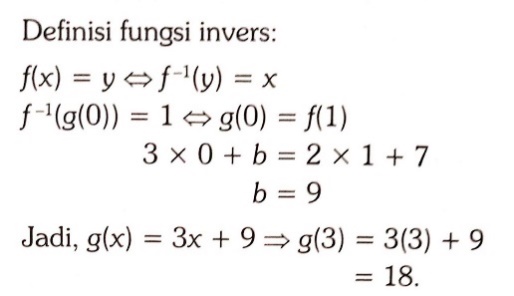 Definisi fungsi invers:
f(x) = y ⇔ f⁻¹(y) = x
f⁻¹(g(0)) = 1 ⇔ g(0) = f(1)
3 × 0 + b = 2 × 1 + 7
b = 9
Jadi, g(x) = 3x + 9 ⇒ g(3) = 3(3) + 9
= 18.